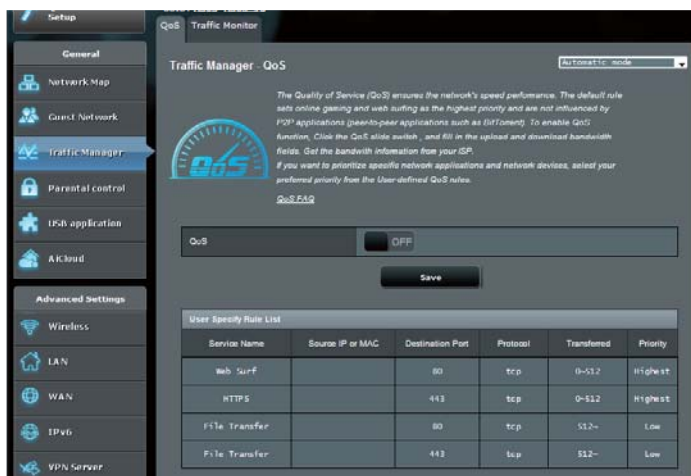 Setup
QoS Traffic Monitor
General
Network Map
Guest Network
Traffic Manager
Parental control
USB application
AiCloud
Advanced Settings
Wireless
LAN
WAN
IPv6
VPN Server
Traffic Manager - QoS
Automatic mode
The Quality of Service (QoS) ensures the network's speed performance. The default rule
sets online gaming and web surfing as the highest priority and are not influenced by
P2P applications (peer-to-peer applications such as BitTorrent). To enable QoS
function, Click the QoS slide switch , and fill in the upload and download bandwidth
fields. Get the bandwith information from your ISP.
If you want to prioritize specific network applications and network devices, select your
preferred priority from the User-defined QoS rules.
QoS FAQ
QoS
QoS OFF
Save
User Specify Rule List
Service Name Source IP or MAC Destination Port Protocol Transferred Priority
Web Surf 80 tcp 0~512 Highest
HTTPS 443 tcp 0~512 Highest
File Transfer 80 tcp 512~ Low
File Transfer 443 tcp 512~ Low